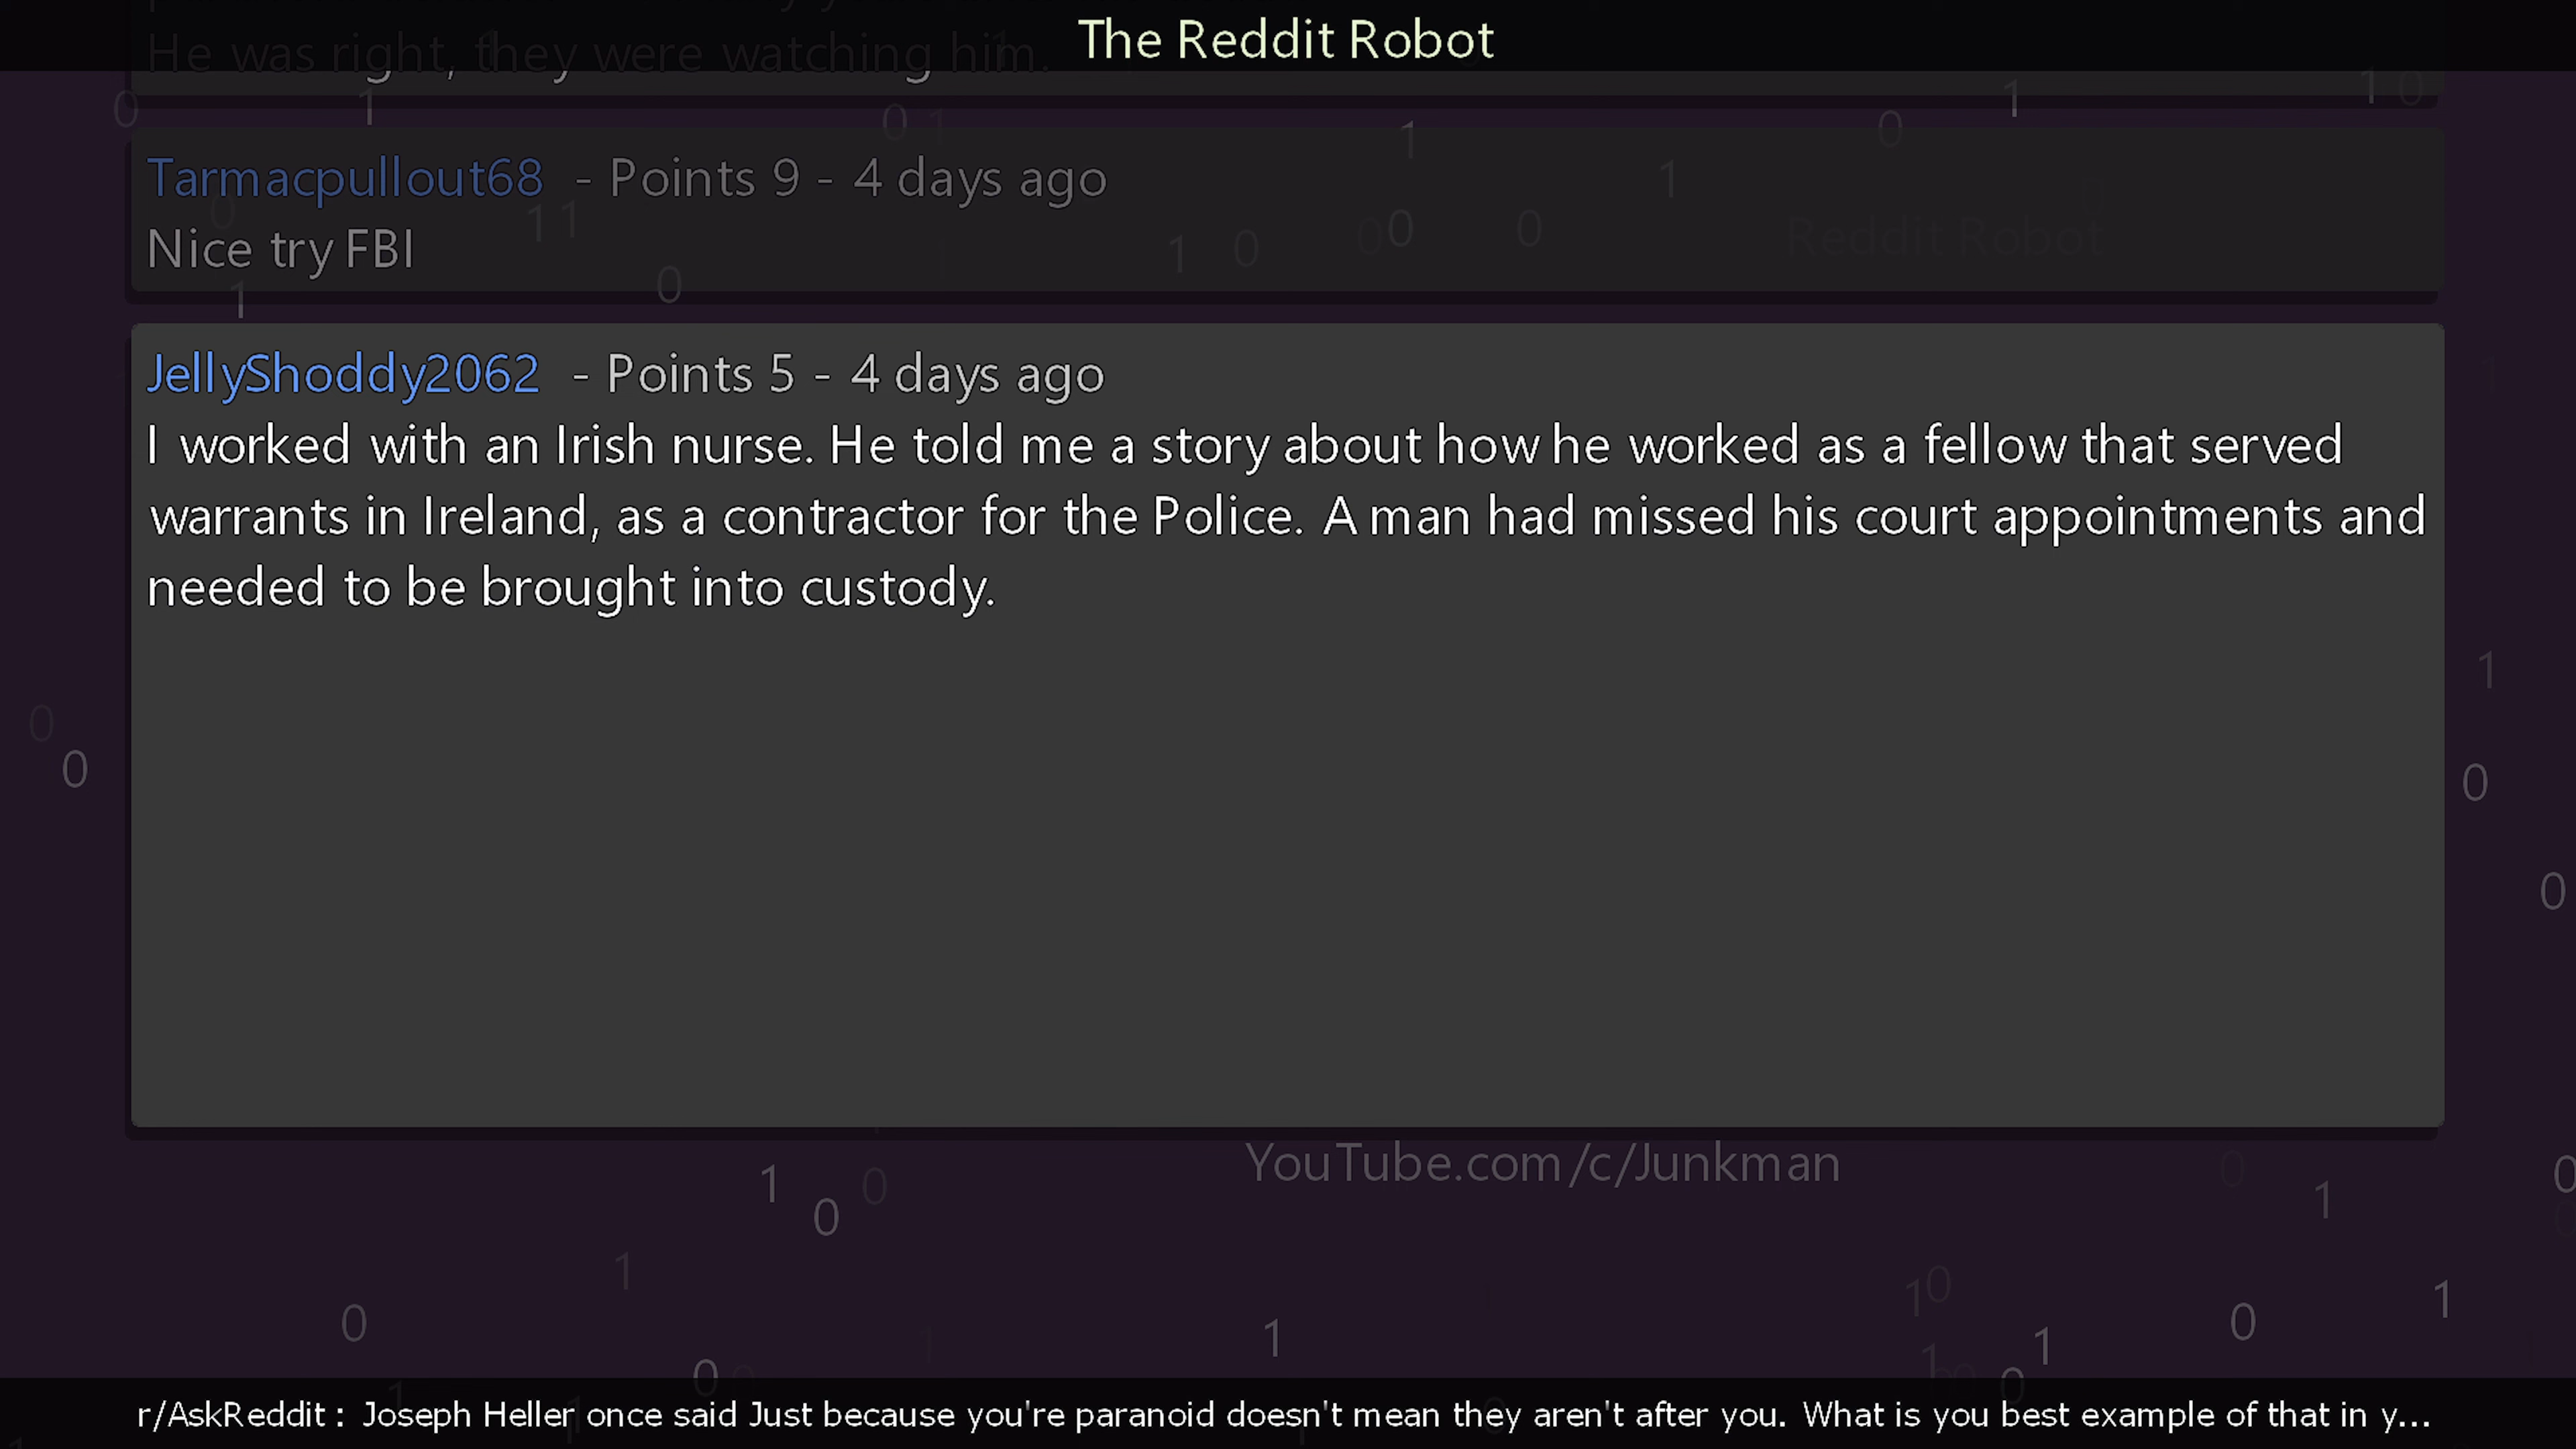 The Reddit Robot
He was right, they were watching him.
Tarmacpullout68 - Points 9 - 4 days ago
Nice try FBI
Reddit Robot
JellyShoddy2062 - Points 5 - 4 days ago
I worked with an Irish nurse. He told me a story about how he worked as a fellow that served
warrants in Ireland, as a contractor for the Police. A man had missed his court appointments and
needed to be brought into custody.
YouTube.com/c/Junkman
r/AskReddit : Joseph Heller once said Just because you're paranoid doesn't mean they aren't after you. What is you best example of that in y...